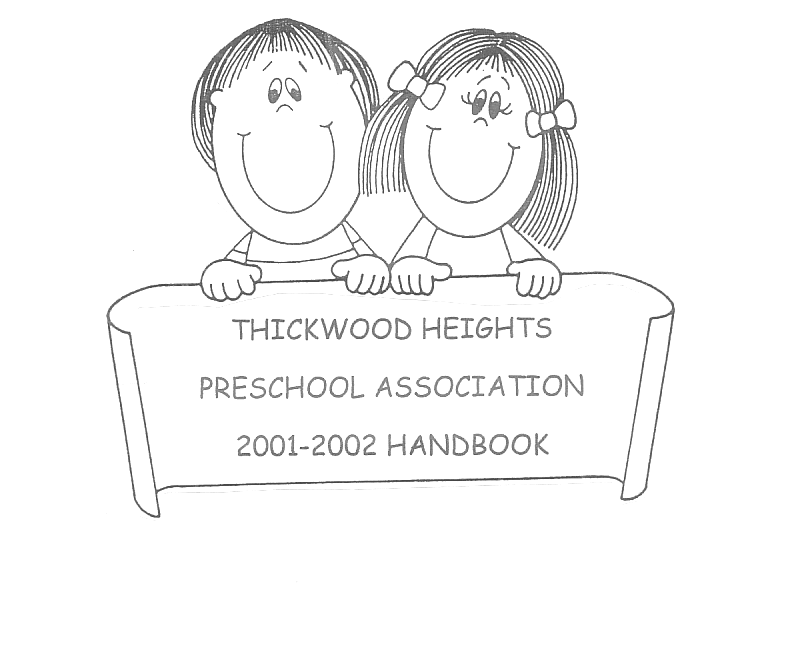 THICKWOOD HEIGHTS
PRESCHOOL ASSOCIATION
2001-2002 HANDBOOK